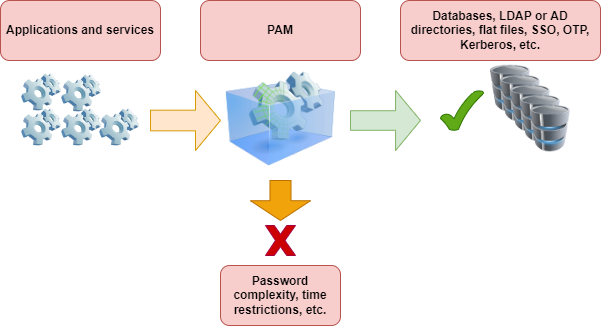 Applications and services
PAM
Databases, LDAP or AD
directories, flat files, SSO, OTP,
Kerberos, etc.
X
Password
complexity, time
restrictions, etc.